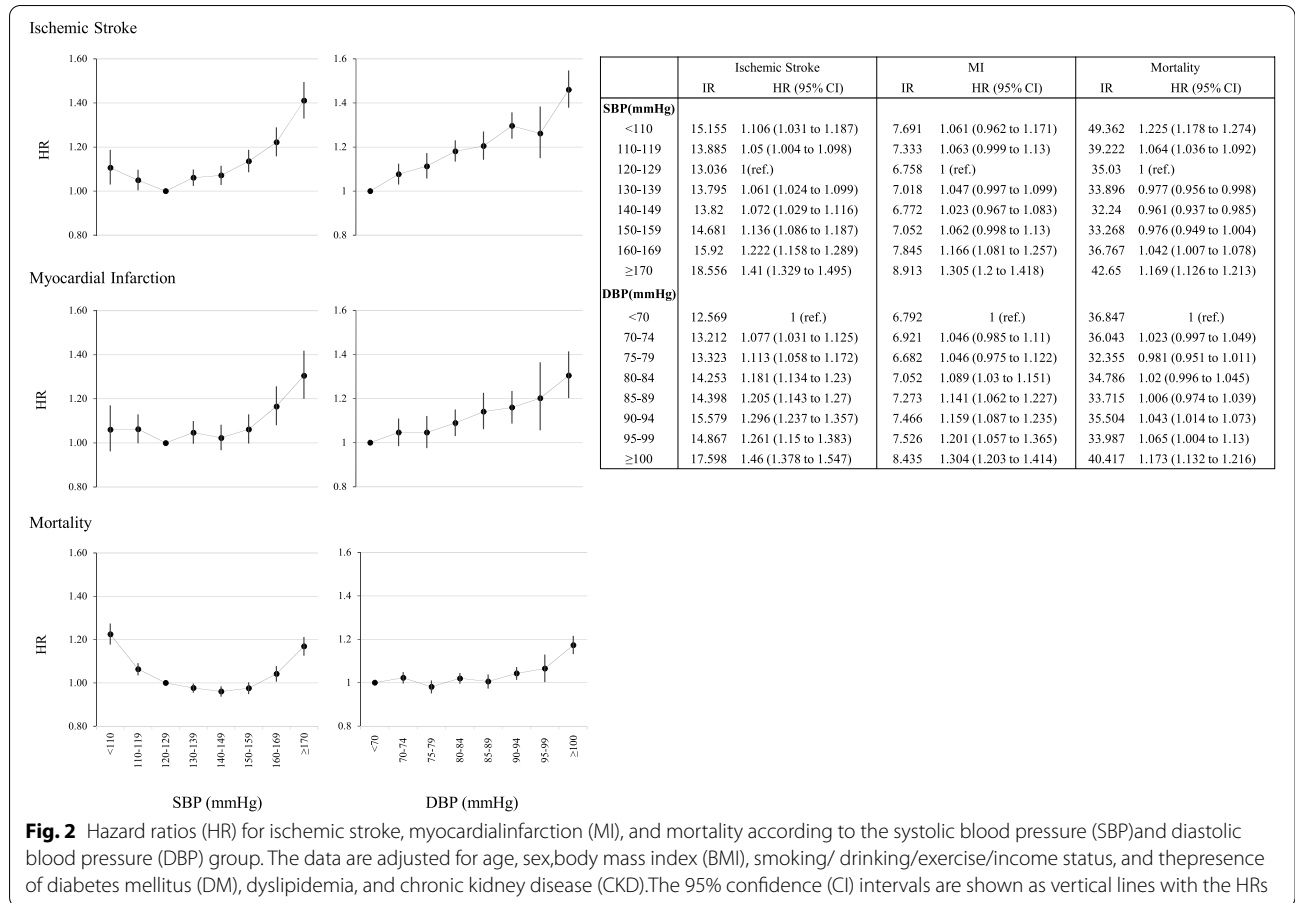 Ischemic Stroke
HR
1.60
1.40
1.20
1.00
0.80
1.6
1.4
1.2
1
0.8
Myocardial Infarction
HR
1.60
1.40
1.20
1.00
0.80
1.6
1.4
1.2
1
0.8
Mortality
HR
1.60
1.40
1.20
1.00
0.80
<110
110-119
120-129
130-139
140-149
150-159
160-169
≥170
SBP (mmHg)
1.6
1.4
1.2
1
0.8
<70
70-74
75-79
80-84
85-89
90-94
95-99
≥100
DBP (mmHg)
Ischemic Stroke MI Mortality
IR HR (95% CI) IR HR (95% CI) IR HR (95% CI)
SBP(mmHg)
<110 15.155 1.106 (1.031 to 1.187) 7.691 1.061 (0.962 to 1.171) 49.362 1.225 (1.178 to 1.274)
110-119 13.885 1.05 (1.004 to 1.098) 7.333 1.063 (0.999 to 1.13) 39.222 1.064 (1.036 to 1.092)
120-129 13.036 1(ref.) 6.758 1 (ref.) 35.03 1 (ref.)
130-139 13.795 1.061 (1.024 to 1.099) 7.018 1.047 (0.997 to 1.099) 33.896 0.977 (0.956 to 0.998)
140-149 13.82 1.072 (1.029 to 1.116) 6.772 1.023 (0.967 to 1.083) 32.24 0.961 (0.937 to 0.985)
150-159 14.681 1.136 (1.086 to 1.187) 7.052 1.062 (0.998 to 1.13) 33.268 0.976 (0.949 to 1.004)
160-169 15.92 1.222 (1.158 to 1.289) 7.845 1.166 (1.081 to 1.257) 36.767 1.042 (1.007 to 1.078)
≥170 18.556 1.41 (1.329 to 1.495) 8.913 1.305 (1.2 to 1.418) 42.65 1.169 (1.126 to 1.213)
DBP(mmHg)
<70 12.569 1 (ref.) 6.792 1 (ref.) 36.847 1 (ref.)
70-74 13.212 1.077 (1.031 to 1.125) 6.921 1.046 (0.985 to 1.11) 36.043 1.023 (0.997 to 1.049)
75-79 13.323 1.113 (1.058 to 1.172) 6.682 1.046 (0.975 to 1.122) 32.355 0.981 (0.951 to 1.011)
80-84 14.253 1.181 (1.134 to 1.23) 7.052 1.089 (1.03 to 1.151) 34.786 1.02 (0.996 to 1.045)
85-89 14.398 1.205 (1.143 to 1.27) 7.273 1.141 (1.062 to 1.227) 33.715 1.006 (0.974 to 1.039)
90-94 15.579 1.296 (1.237 to 1.357) 7.466 1.159 (1.087 to 1.235) 35.504 1.043 (1.014 to 1.073)
95-99 14.867 1.261 (1.15 to 1.383) 7.526 1.201 (1.057 to 1.365) 33.987 1.065 (1.004 to 1.13)
≥100 17.598 1.46 (1.378 to 1.547) 8.435 1.304 (1.203 to 1.414) 40.417 1.173 (1.132 to 1.216)
Fig. 2 Hazard ratios (HR) for ischemic stroke, myocardialinfarction (MI), and mortality according to the systolic blood pressure (SBP)and diastolic
blood pressure (DBP) group. The data are adjusted for age, sex,body mass index (BMI), smoking/ drinking/exercise/income status, and thepresence
of diabetes mellitus (DM), dyslipidemia, and chronic kidney disease (CKD).The 95% confidence (CI) intervals are shown as vertical lines with the HRs